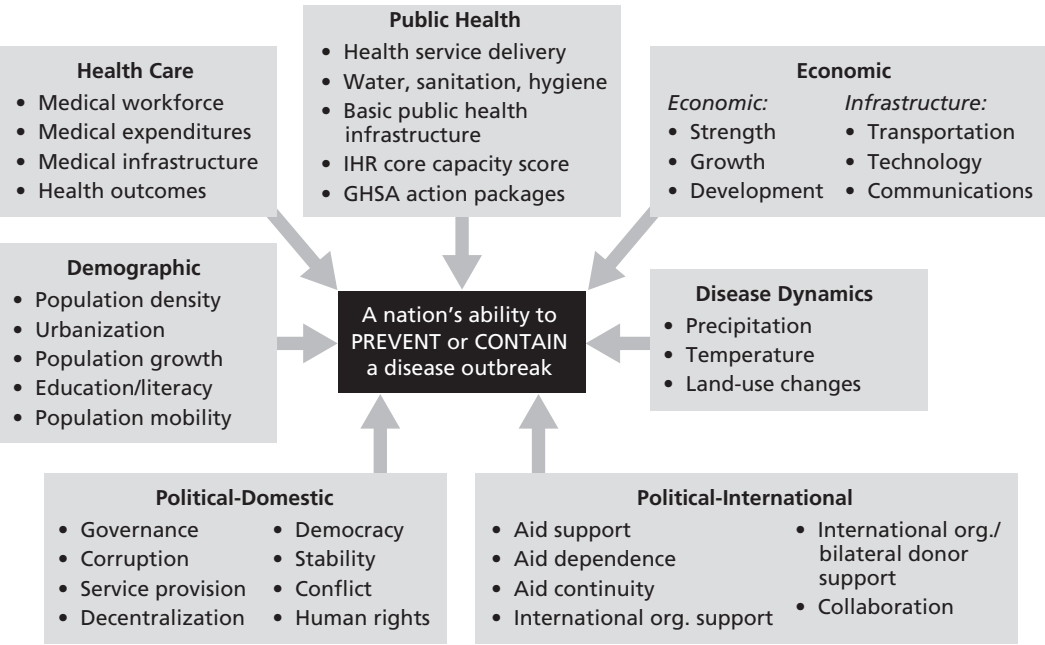 Public Health
• Health service delivery
• Water, sanitation, hygiene
• Basic public health
infrastructure
• IHR core capacity score
• GHSA action packages
Health Care
• Medical workforce
• Medical expenditures
• Medical infrastructure
• Health outcomes
Economic
Economic:
• Strength
• Growth
• Development
Infrastructure:
• Transportation
• Technology
• Communications
Demographic
• Population density
• Urbanization
• Population growth
• Education/literacy
• Population mobility
A nation’s ability to
PREVENT or CONTAIN
a disease outbreak
Disease Dynamics
• Precipitation
• Temperature
• Land-use changes
Political-Domestic
• Governance
• Corruption
• Service provision
• Decentralization
• Democracy
• Stability
• Conflict
• Human rights
Political-International
• Aid support
• Aid dependence
• Aid continuity
• International org. support
• International org./
bilateral donor
support
• Collaboration